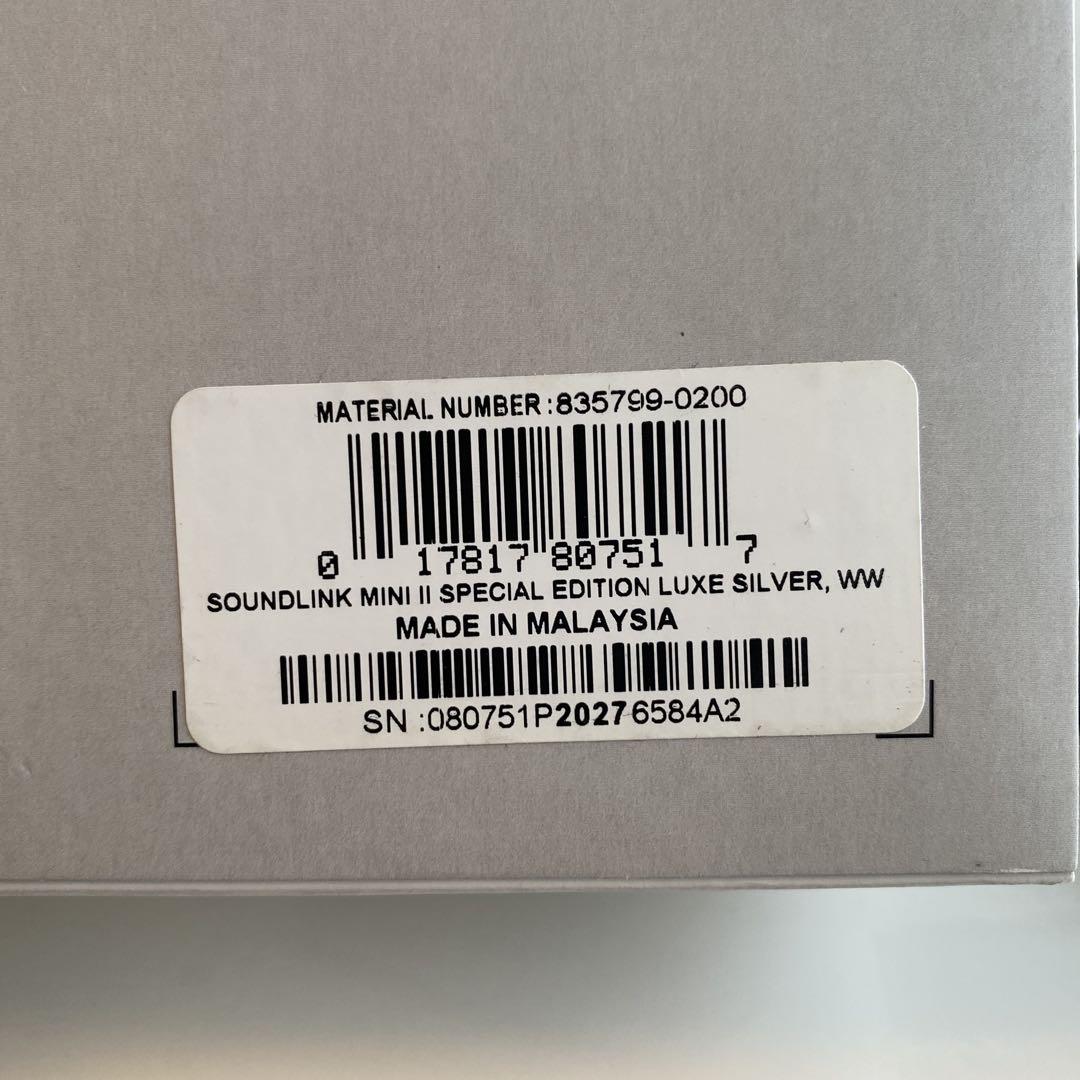 MATERIAL NUMBER:835799-0200
0 17817 80751 7
SOUNDLINK MINI II SPECIAL EDITION LUXE SILVER, WW
MADE IN MALAYSIA
SN :080751P20276584A2